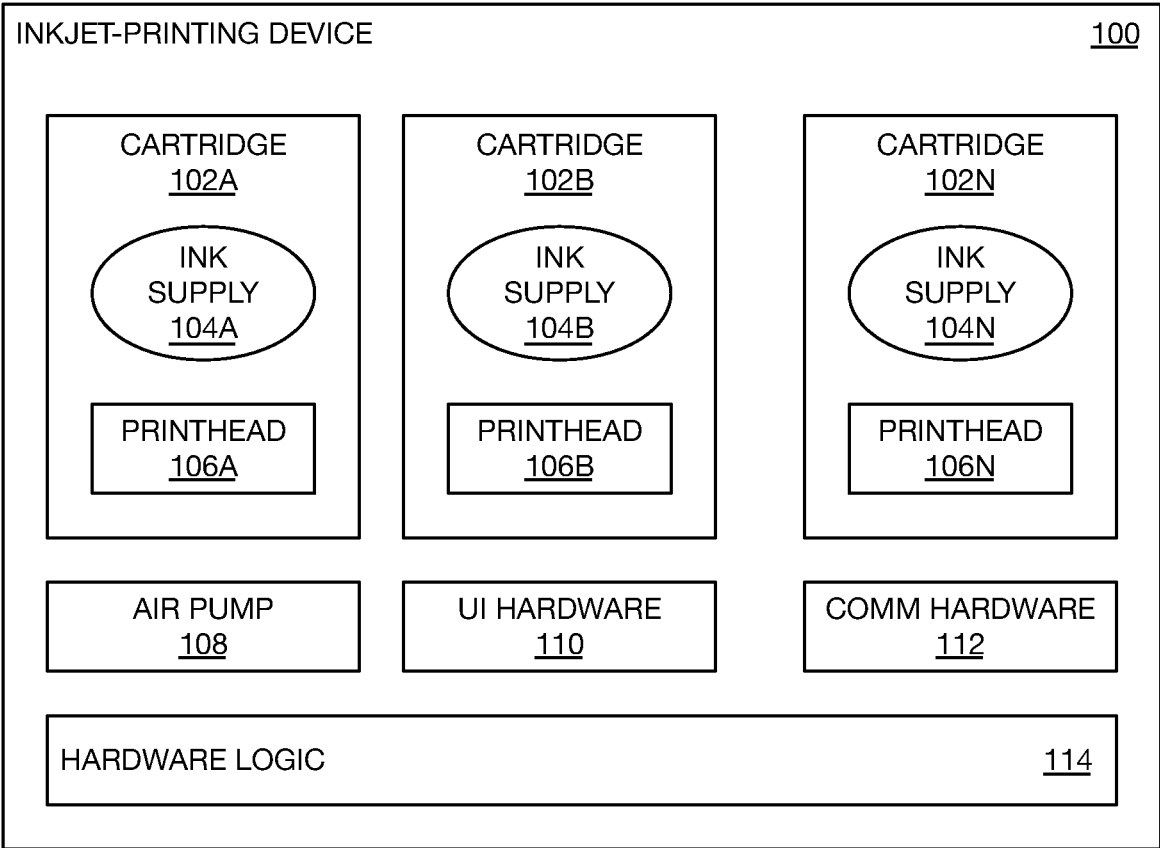 INKJET-PRINTING DEVICE 100
CARTRIDGE
102A
INK
SUPPLY
104A
PRINTHEAD
106A
CARTRIDGE
102B
INK
SUPPLY
104B
PRINTHEAD
106B
CARTRIDGE
102N
INK
SUPPLY
104N
PRINTHEAD
106N
AIR PUMP
108
UI HARDWARE
110
COMM HARDWARE
112
HARDWARE LOGIC 114